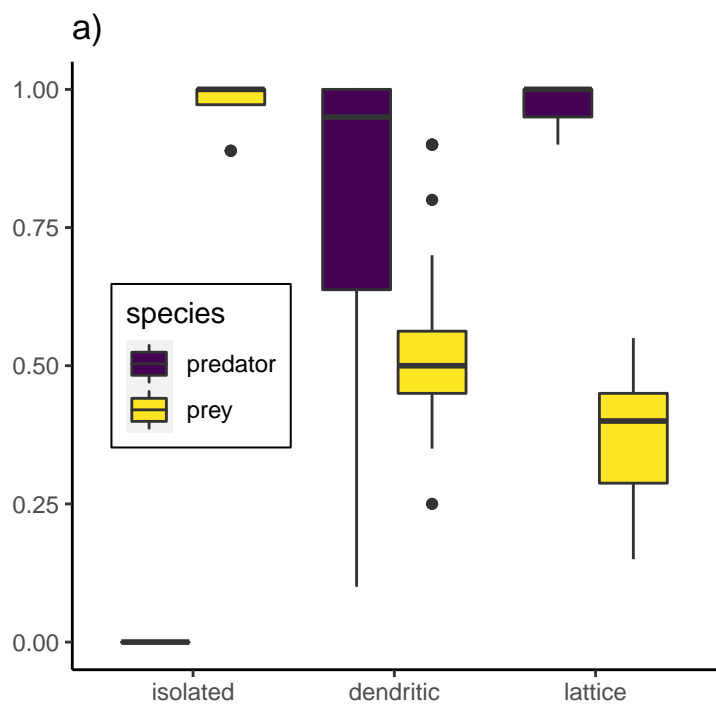 a)
1.00
0.75
0.50
0.25
0.00
species
predator
prey
isolated dendritic lattice